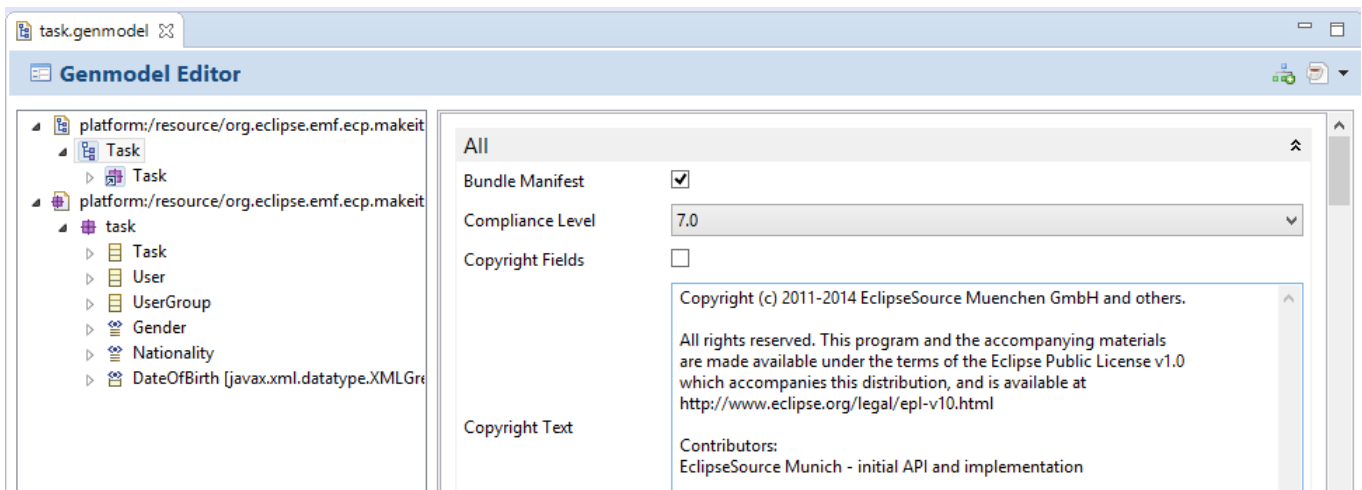 task.genmodel
Genmodel Editor
platform:/resource/org.eclipse.emf.ecp.makeit
Task
Task
platform:/resource/org.eclipse.emf.ecp.makeit
task
Task
User
UserGroup
Gender
Nationality
DateOfBirth [javax.xml.datatype.XMLGre
All
Bundle Manifest
Compliance Level
7.0
Copyright Fields
Copyright Text
Copyright (c) 2011-2014 EclipseSource Muenchen GmbH and others.
All rights reserved. This program and the accompanying materials
are made available under the terms of the Eclipse Public License v1.0
which accompanies this distribution, and is available at
http://www.eclipse.org/legal/epl-v10.html
Contributors:
EclipseSource Munich - initial API and implementation